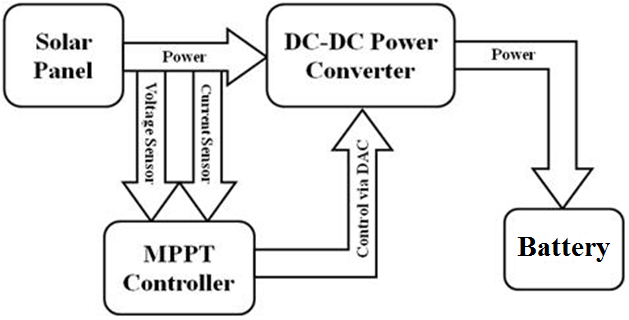 Solar
Panel
Power
DC-DC Power
Converter
Power
Voltage Sensor
Current Sensor
Control via DAC
MPPT
Controller
Battery